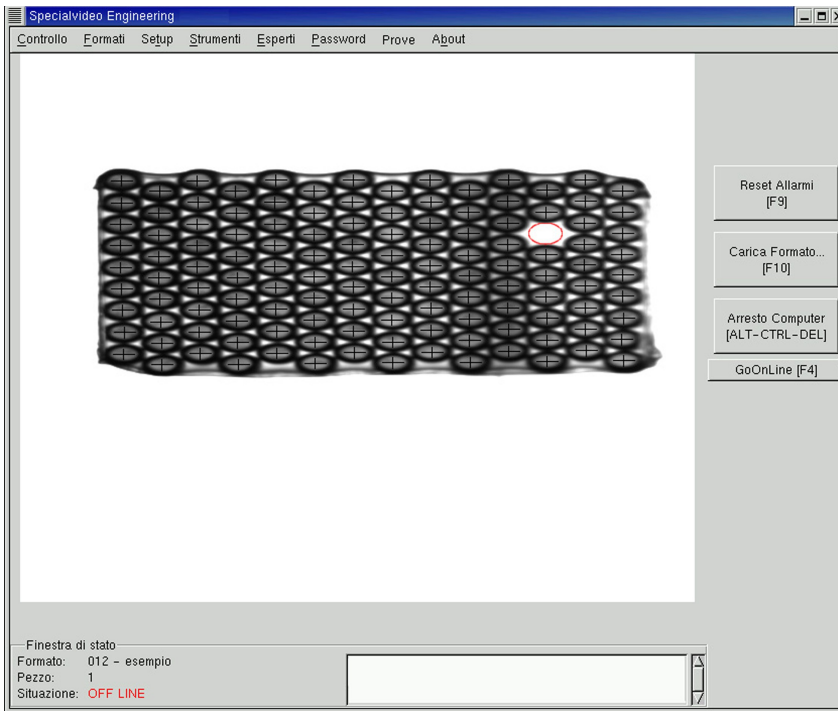 Specialvideo Engineering
Controllo Formati Setup Strumenti Esperti Password Prove About
Reset Allarmi
[F9]
Carica Formato...
[F10]
Arresto Computer
[ALT-CTRL-DEL]
GoOnLine [F4]
Finestra di stato
Formato: 012 - esempio
Pezzo: 1
Situazione: OFF LINE